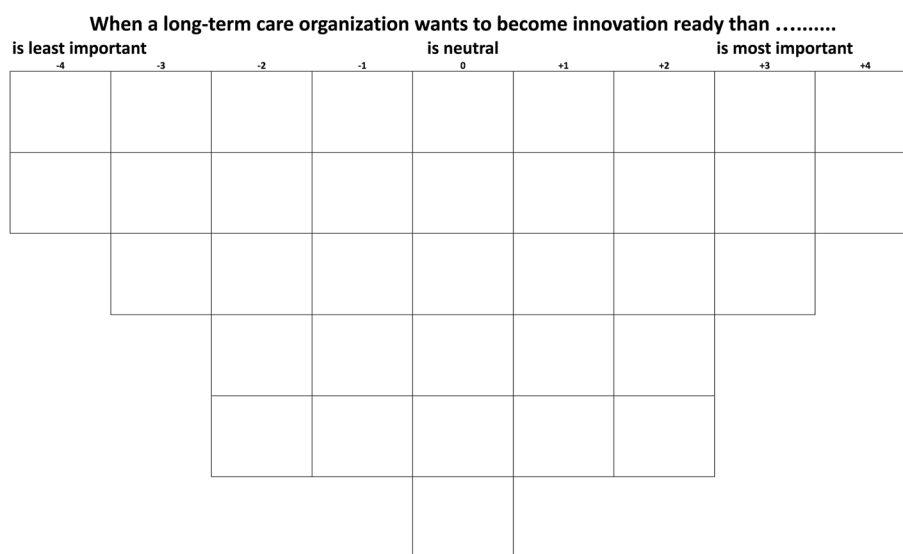 When a long-term care organization wants to become innovation ready than ……....
is least important is neutral is most important
-4 -3 -2 -1 0 +1 +2 +3 +4